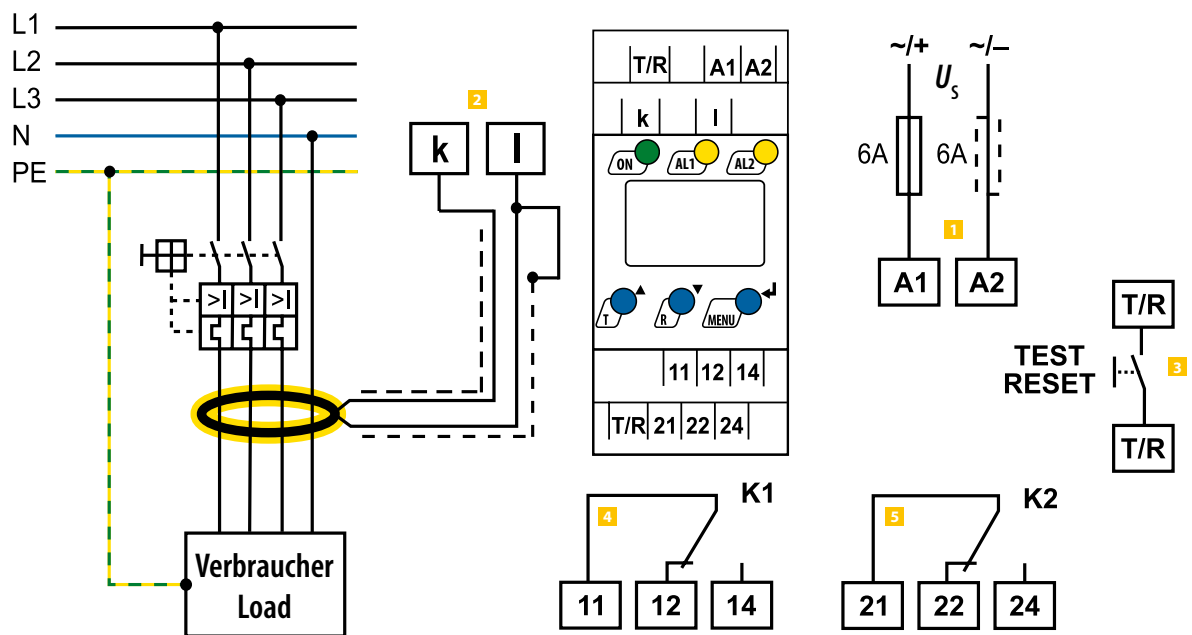 L1
L2
L3
N
PE
>I >I >I
Verbraucher
Load
2
k l
T/R A1 A2
k l
ON AL1 AL2
T R MENU
11 12 14
T/R 21 22 24
~/+ ~/–
Us
6A 6A
1
A1 A2
T/R
TEST
RESET
3
T/R
K1
4
11 12 14
K2
5
21 22 24